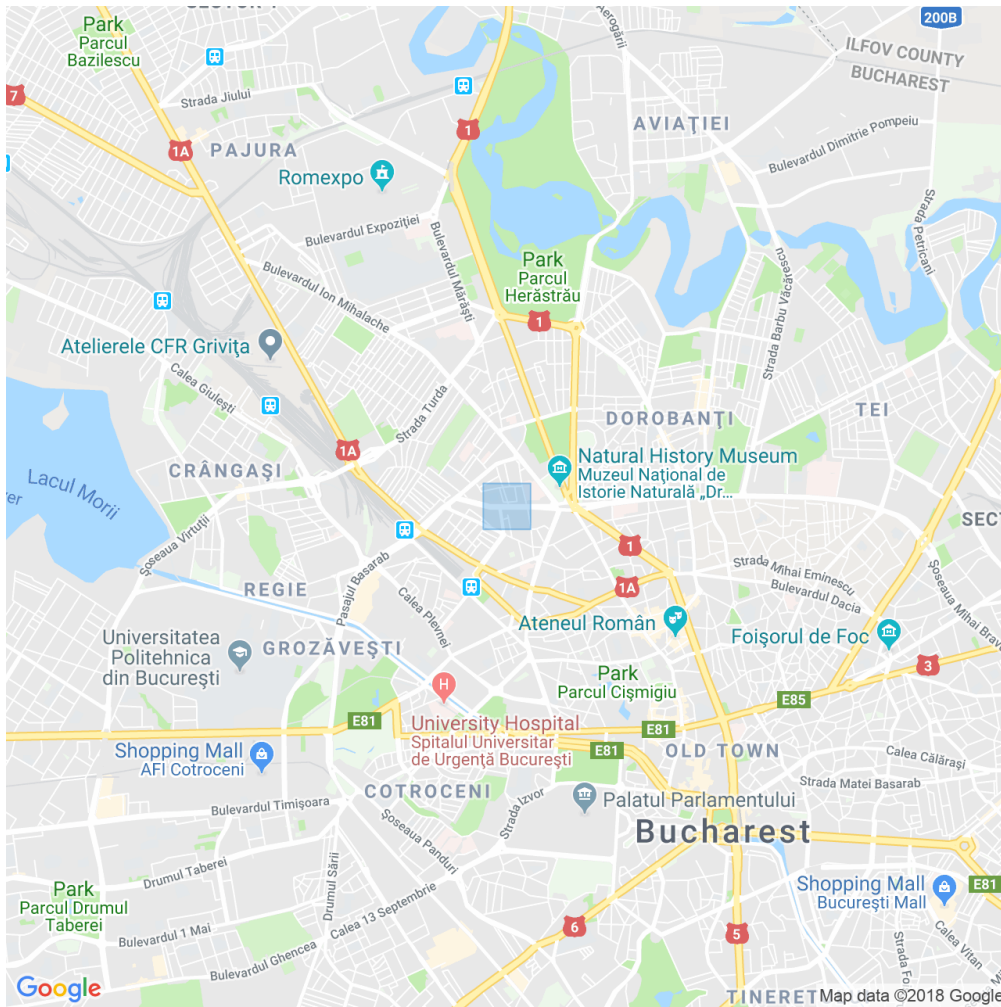 SECTOR 1
200B
Park
Parcul
Bazilescu
Aerogării
ILFOV COUNTY
BUCHAREST
7
Strada Jiului
1
AVIAŢIEI
Bulevardul Dimitrie Pompeiu
1A
PAJURA
Romexpo
Strada Petricani
Bulevardul Expoziţiei
Bulevardul Mărăşti
Park
Parcul
Herăstrău
Strada Barbu Văcărescu
Bulevardul Ion Mihalache
1
Atelierele CFR Griviţa
Calea Giuleşti
Strada Turda
DOROBANŢI
TEI
1A
Natural History Museum
Muzeul Naţional de
Istorie Naturală „Dr...
CRÂNGAŞI
Lacul Morii
Şoseaua Virtuţii
SECT
1
Strada Mihai Eminescu
Bulevardul Dacia
Şoseaua Mihai Brav
Pasajul Basarab
REGIE
Calea Plevnei
1A
Ateneul Român
Foişorul de Foc
Universitatea
Politehnica
din Bucureşti
GROZĂVEŞTI
3
Park
Parcul Cişmigiu
H
E85
E81
University Hospital
Spitalul Universitar
de Urgenţă Bucureşti
E81
E81
OLD TOWN
Shopping Mall
AFI Cotroceni
Calea Călăraşi
Strada Matei Basarab
COTROCENI
Strada Izvor
Palatul Parlamentului
Bulevardul Timişoara
Şoseaua Panduri
Bucharest
Drumul Taberei
Drumul Sării
Park
Parcul Drumul
Taberei
Calea 13 Septembrie
Shopping Mall
Bucureşti Mall
E81
6
5
Bulevardul 1 Mai
Bulevardul Ghencea
Calea Vitan
Strada Fo
TINERET
Google
Map data ©2018 Google